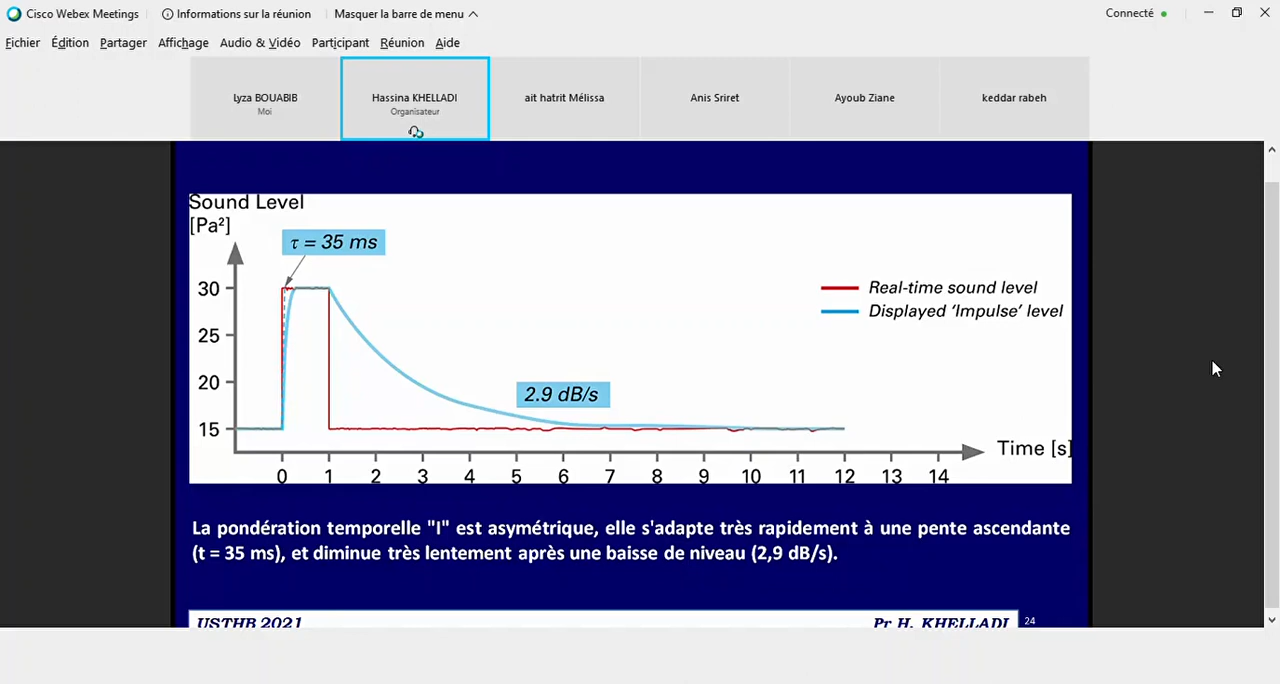 Cisco Webex Meetings
Informations sur la réunion
Masquer la barre de menu
Connecté
Fichier Édition Partager Affichage Audio & Vidéo Participant Réunion Aide
Lyza BOUABIB
Moi
Hassina KHELLADI
Organisateur
ait hatrit Mélissa
Anis Sriret
Ayoub Ziane
keddar rabeh
Sound Level
[Pa²]
τ = 35 ms
30
25
20
15
Real-time sound level
Displayed ‘Impulse’ level
2.9 dB/s
Time [s]
0 1 2 3 4 5 6 7 8 9 10 11 12 13 14
La pondération temporelle "I" est asymétrique, elle s'adapte très rapidement à une pente ascendante
(t = 35 ms), et diminue très lentement après une baisse de niveau (2,9 dB/s).
USTHB 2021
Pr H. KHELLADI
24